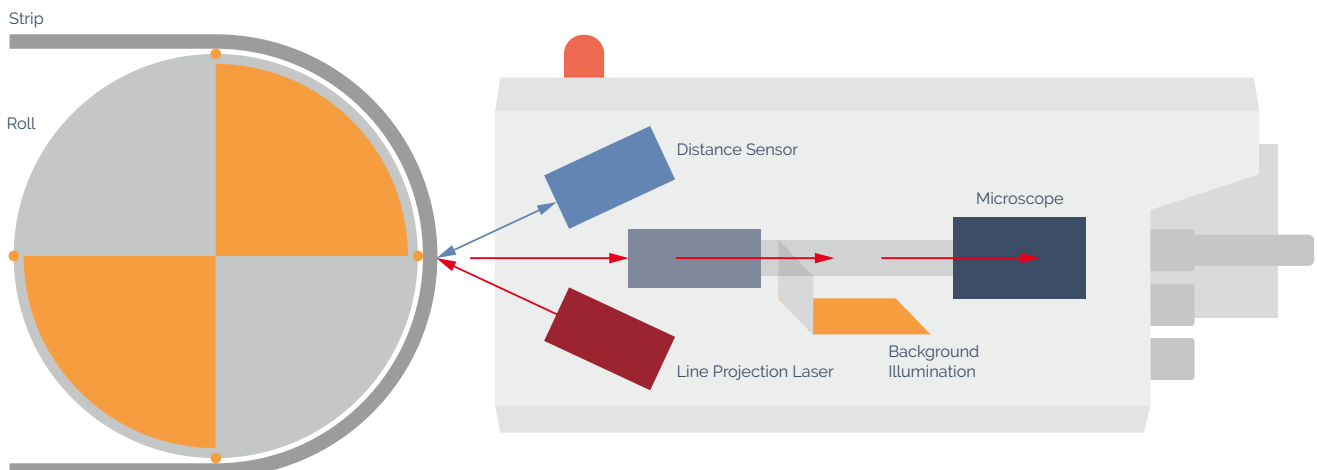 Strip
Roll
Distance Sensor
Microscope
Background
Illumination
Line Projection Laser